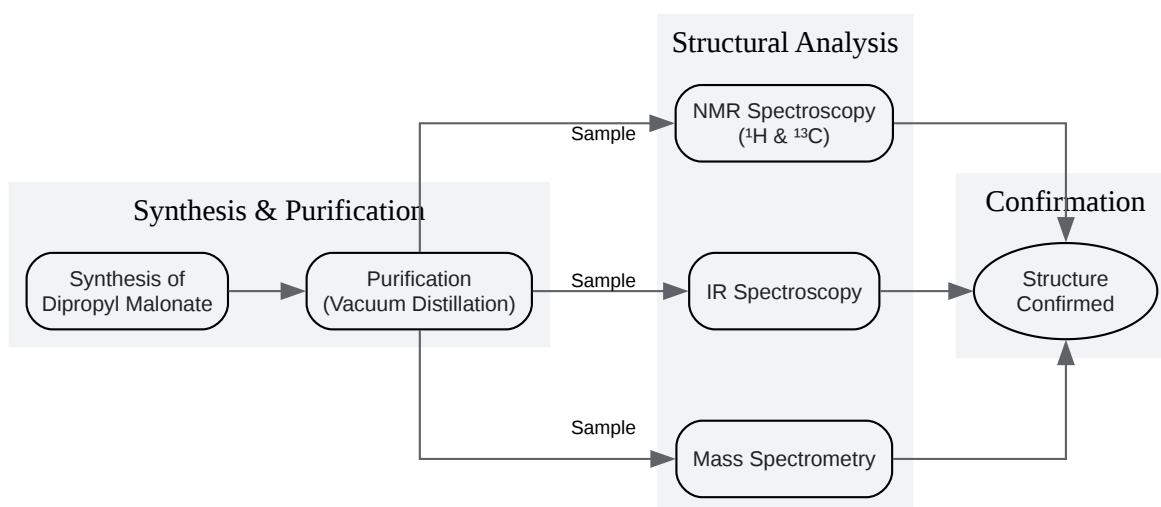 Structural Analysis
NMR Spectroscopy
(¹H & ¹³C)
Sample
Synthesis & Purification
Confirmation
Synthesis of
Dipropyl Malonate
Purification
(Vacuum Distillation)
Sample
IR Spectroscopy
Structure
Confirmed
Sample
Mass Spectrometry